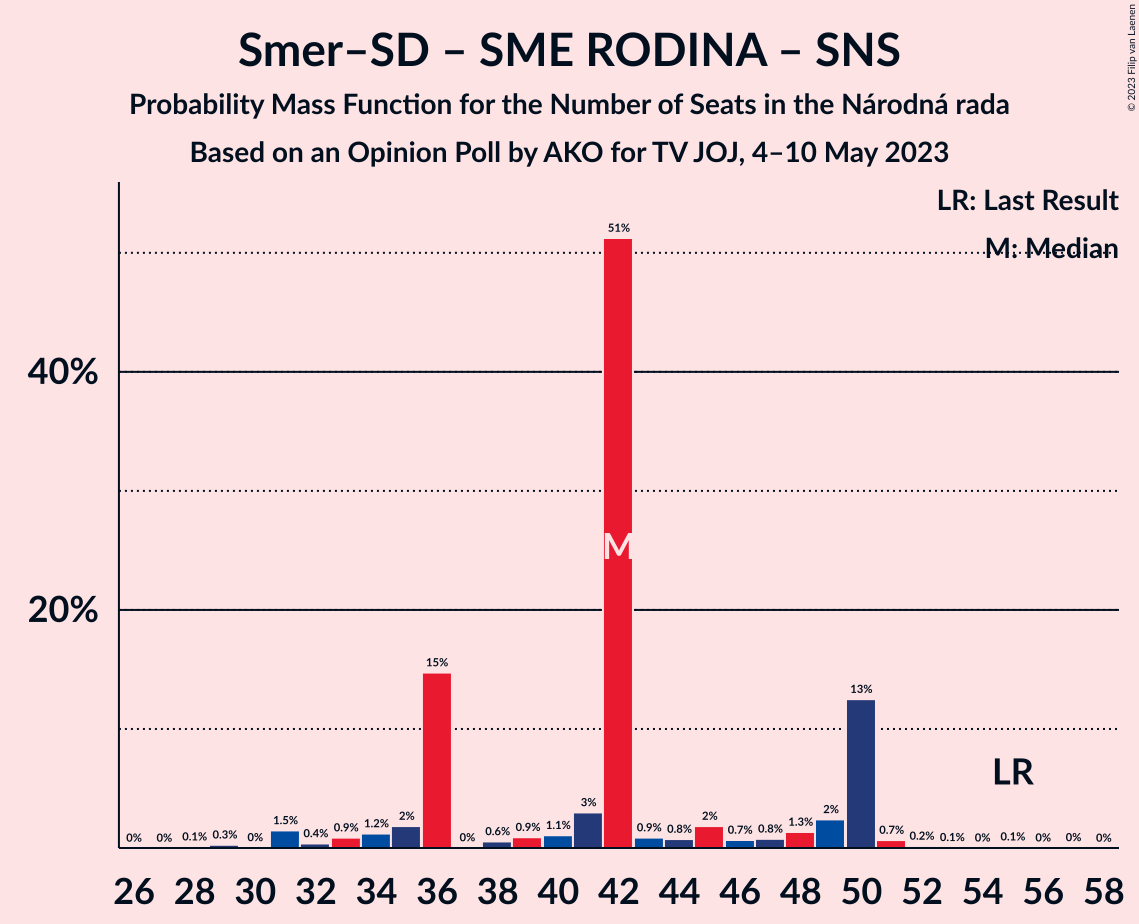 © 2023 Filip van Laenen
Smer–SD – SME RODINA – SNS
Probability Mass Function for the Number of Seats in the Národná rada
Based on an Opinion Poll by AKO for TV JOJ, 4–10 May 2023
LR: Last Result
M: Median
40%
20%
0% 0% 0.1% 0.3% 0% 1.5% 0.4% 0.9% 1.2% 2% 15% 0% 0.6% 0.9% 1.1% 3% 51% 0.9% 0.8% 2% 0.7% 0.8% 1.3% 2% 13% 0.7% 0.2% 0.1% 0% 0.1% 0% 0% 0%
M
LR
26 28 30 32 34 36 38 40 42 44 46 48 50 52 54 56 58